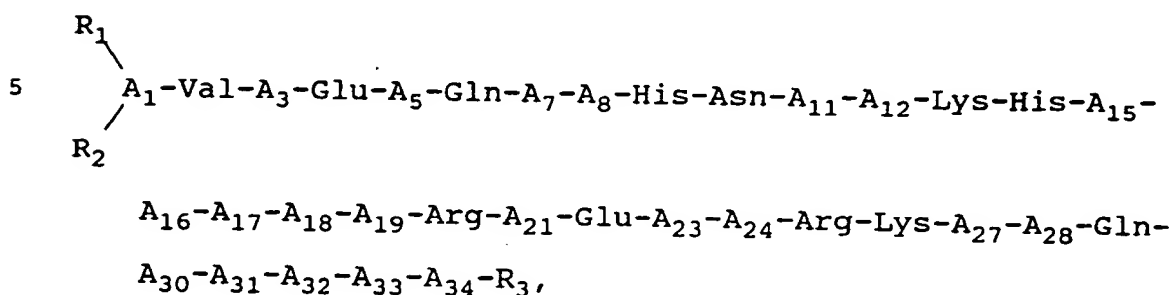 R₁
5 A₁-Val-A₃-Glu-A₅-Gln-A₇-A₈-His-Asn-A₁₁-A₁₂-Lys-His-A₁₅-
R₂
A₁₆-A₁₇-A₁₈-A₁₉-Arg-A₂₁-Glu-A₂₃-A₂₄-Arg-Lys-A₂₇-A₂₈-Gln-
A₃₀-A₃₁-A₃₂-A₃₃-A₃₄-R₃,